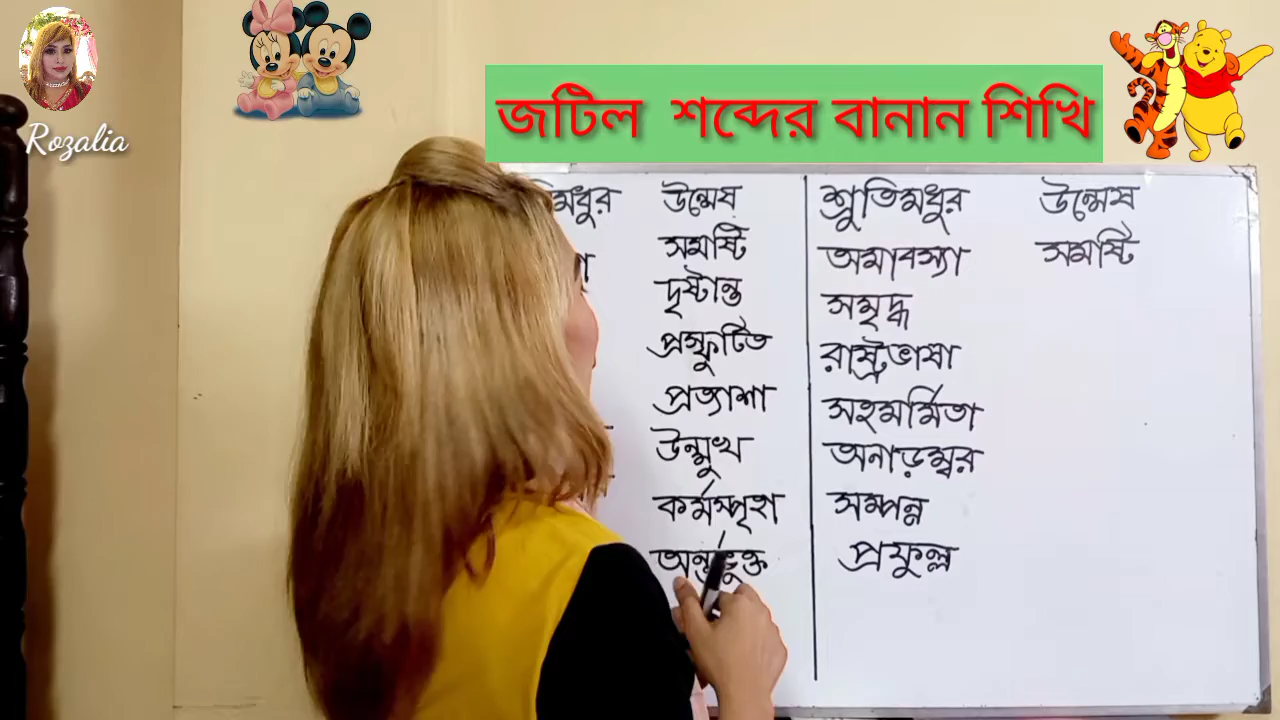 Rozalia
জটিল শব্দের বানান শিখি
উন্মেষ
সমষ্টি
দৃষ্টান্ত
প্রস্ফুটিত
প্রত্যাশা
উন্মুখ
কর্মস্পৃহা
শ্রুতিমধুর
অমাবস্যা
সমৃদ্ধ
রাষ্ট্রভাষা
সহমর্মিতা
অনাড়ম্বর
সম্পন্ন
প্রফুল্ল
উন্মেষ
সমষ্টি